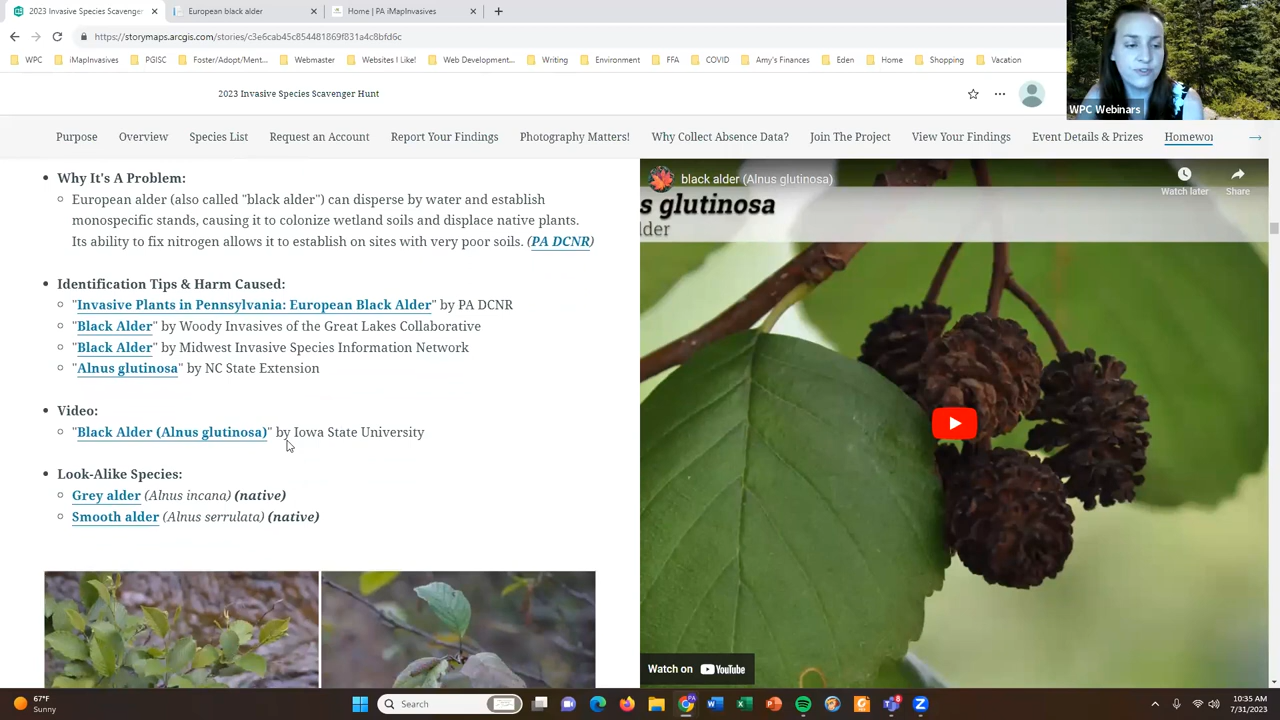 2023 Invasive Species Scavenger
European black alder
Home | PA iMapInvasives
https://storymaps.arcgis.com/stories/c3e6cab45c854481869f831a4c8bfd6c
WPC
iMapInvasives
PGISC
Foster/Adopt/Ment...
Webmaster
Websites I Like!
Web Development...
Writing
Environment
FFA
COVID
Amy's Finances
Eden
Home
Shopping
Vacation
WPC Webinars
2023 Invasive Species Scavenger Hunt
Purpose
Overview
Species List
Request an Account
Report Your Findings
Photography Matters!
Why Collect Absence Data?
Join The Project
View Your Findings
Event Details & Prizes
Homewor
Why It's A Problem:
European alder (also called "black alder") can disperse by water and establish
monospecific stands, causing it to colonize wetland soils and displace native plants.
Its ability to fix nitrogen allows it to establish on sites with very poor soils. (PA DCNR)
Identification Tips & Harm Caused:
"Invasive Plants in Pennsylvania: European Black Alder" by PA DCNR
"Black Alder" by Woody Invasives of the Great Lakes Collaborative
"Black Alder" by Midwest Invasive Species Information Network
"Alnus glutinosa" by NC State Extension
Video:
"Black Alder (Alnus glutinosa)" by Iowa State University
Look-Alike Species:
Grey alder (Alnus incana) (native)
Smooth alder (Alnus serrulata) (native)
black alder (Alnus glutinosa)
Watch later
Share
s glutinosa
lder
Watch on YouTube
67°F
Sunny
Search
10:35 AM
7/31/2023